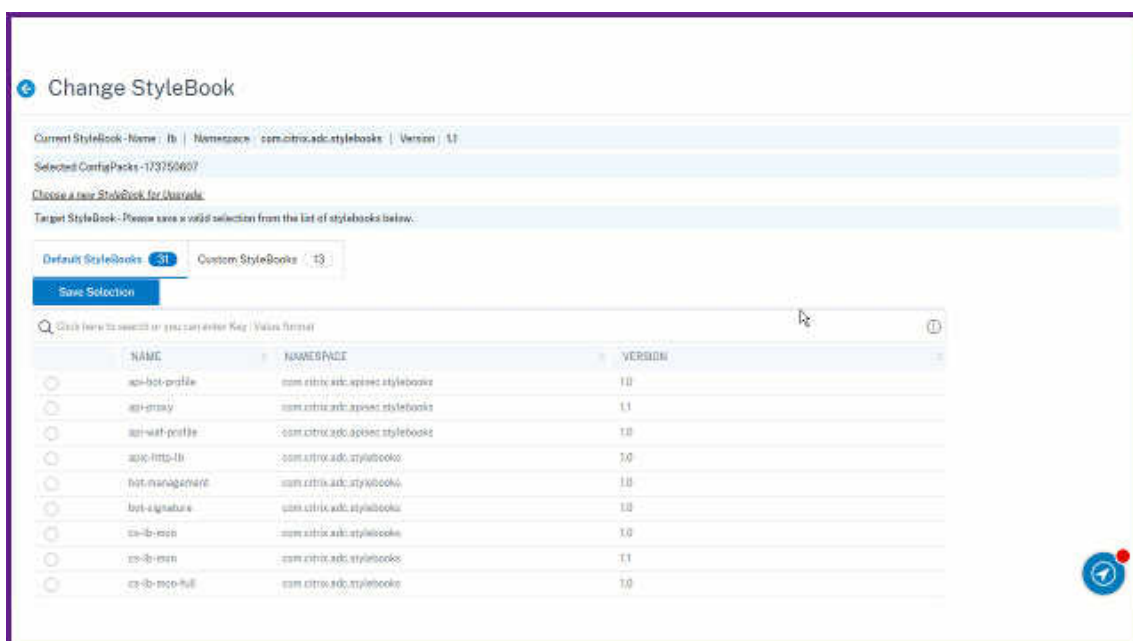 Change StyleBook
Current StyleBook - Name : lb | Namespace : com.citrix.adc.stylebooks | Version : 1.1
Selected ConfigPacks - 173750607
Choose a new StyleBook for Upgrade
Target StyleBook - Please save a valid selection from the list of stylebooks below.
Default StyleBooks 31 Custom StyleBooks 13
Save Selection
Click here to search or you can enter Key : Value format
NAME NAMESPACE VERSION
api-bot-profile com.citrix.adc.apisec.stylebooks 1.0
api-proxy com.citrix.adc.apisec.stylebooks 1.1
api-waf-profile com.citrix.adc.apisec.stylebooks 1.0
apic-http-lb com.citrix.adc.stylebooks 1.0
bot-management com.citrix.adc.stylebooks 1.0
bot-signature com.citrix.adc.stylebooks 1.0
cs-lb-mon com.citrix.adc.stylebooks 1.0
cs-lb-mon com.citrix.adc.stylebooks 1.1
cs-lb-mon-full com.citrix.adc.stylebooks 1.0